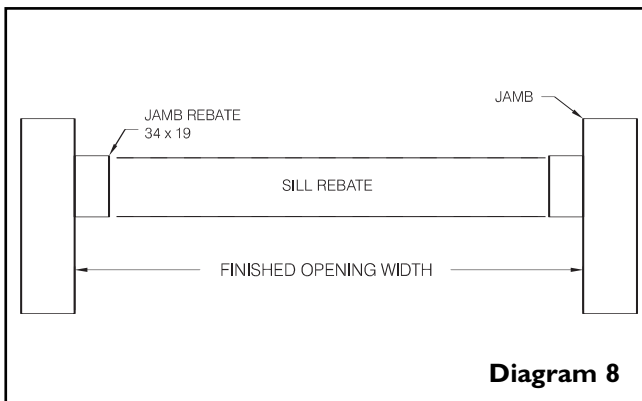 JAMB REBATE
34 x 19
JAMB
SILL REBATE
FINISHED OPENING WIDTH
Diagram 8